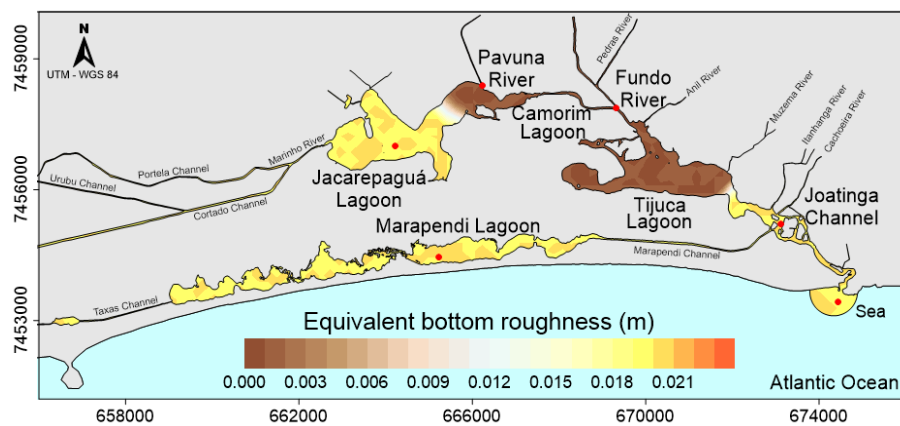 N
UTM - WGS 84
7459000
7456000
7453000
Pavuna
River
Pedras River
Fundo
River
Anil River
Camorim
Lagoon
Muzema River
Itanhanga River
Cachoeira River
Marinho River
Portela Channel
Urubu Channel
Cortado Channel
Jacarepaguá
Lagoon
Tijuca
Lagoon
Joatinga
Channel
Marapendi Lagoon
Marapendi Channel
Taxas Channel
Sea
Equivalent bottom roughness (m)
0.000 0.003 0.006 0.009 0.012 0.015 0.018 0.021
Atlantic Ocean
658000 662000 666000 670000 674000